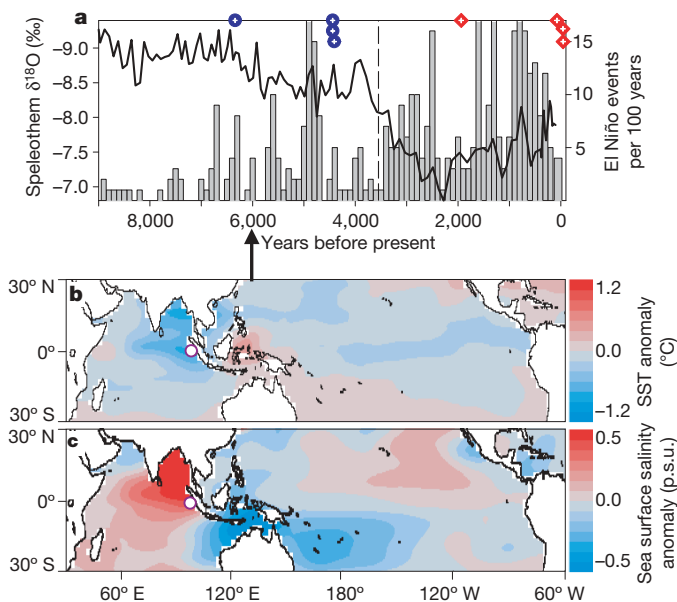 a
Speleothem δ18O (‰)
–9.0
–8.5
–8.0
–7.5
–7.0
15
10
5
El Niño events
per 100 years
8,000
6,000
4,000
2,000
0
Years before present
b
30° N
0°
30° S
1.2
0.0
–1.2
SST anomaly
(°C)
c
30° N
0°
30° S
0.5
0.0
–0.5
Sea surface salinity
anomaly (p.s.u.)
60° E
120° E
180°
120° W
60° W